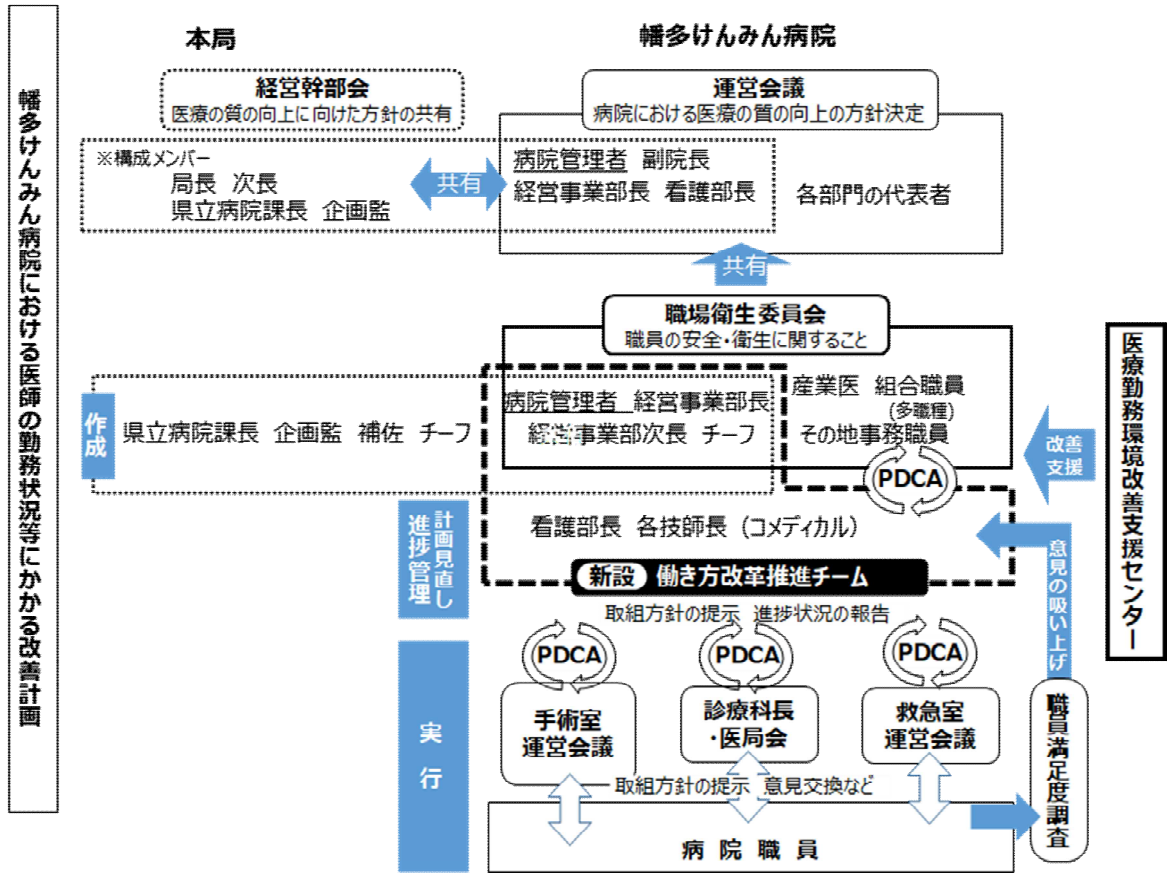 幡多けんみん病院における医師の勤務状況等にかかる改善計画
本局
幡多けんみん病院
経営幹部会
医療の質の向上に向けた方針の共有
運営会議
病院における医療の質の向上の方針決定
※構成メンバー
局長 次長
県立病院課長 企画監
共有
病院管理者 副院長
経営事業部長 看護部長
各部門の代表者
共有
職場衛生委員会
職員の安全・衛生に関すること
作成
県立病院課長 企画監 補佐 チーフ
病院管理者 経営事業部長
経営事業部次長 チーフ
産業医 組合職員
(多職種)
その地事務職員
PDCA
改善
支援
医療勤務環境改善支援センター
計画見直し
進捗管理
看護部長 各技師長 (コメディカル)
新設 働き方改革推進チーム
意見の吸い上げ
取組方針の提示 進捗状況の報告
PDCA
PDCA
PDCA
実行
手術室
運営会議
診療科長
・医局会
救急室
運営会議
職員満足度調査
取組方針の提示 意見交換など
病院職員